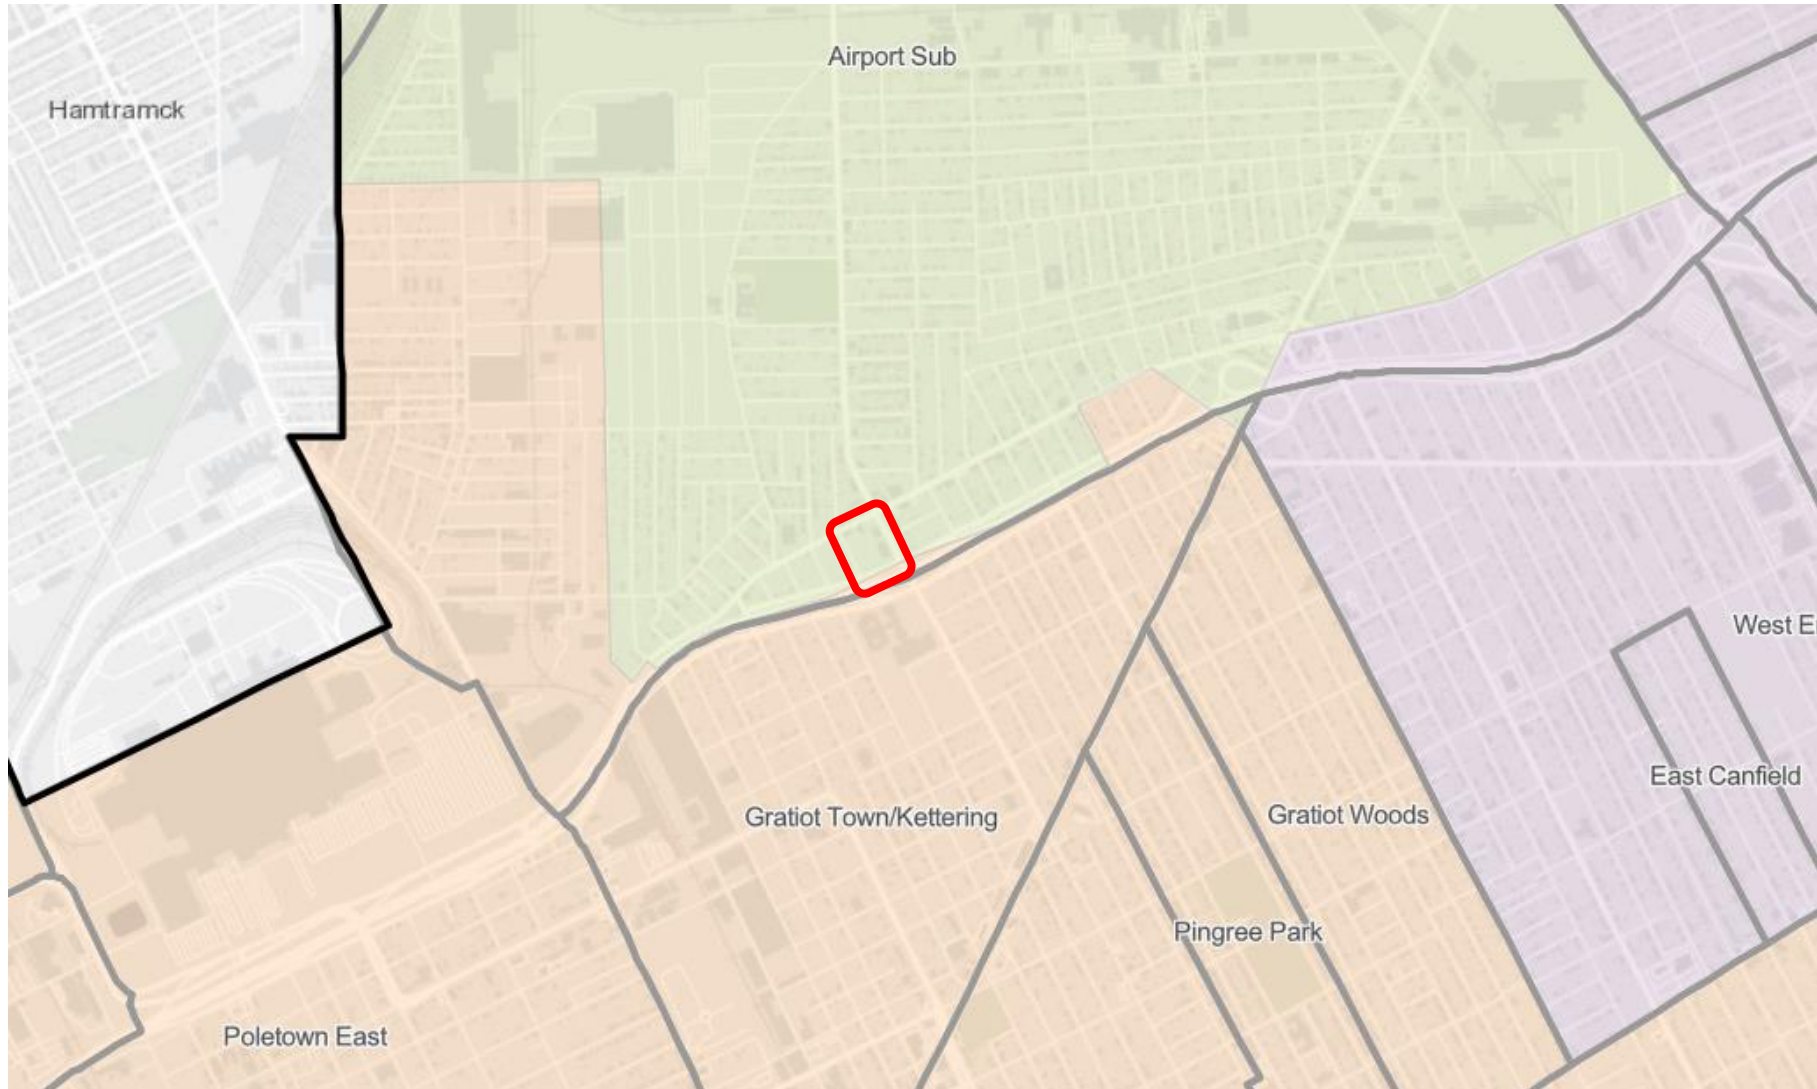 Airport Sub
Hamtramck
West E
East Canfield
Gratiot Woods
Gratiot Town/Kettering
Pingree Park
Poletown East